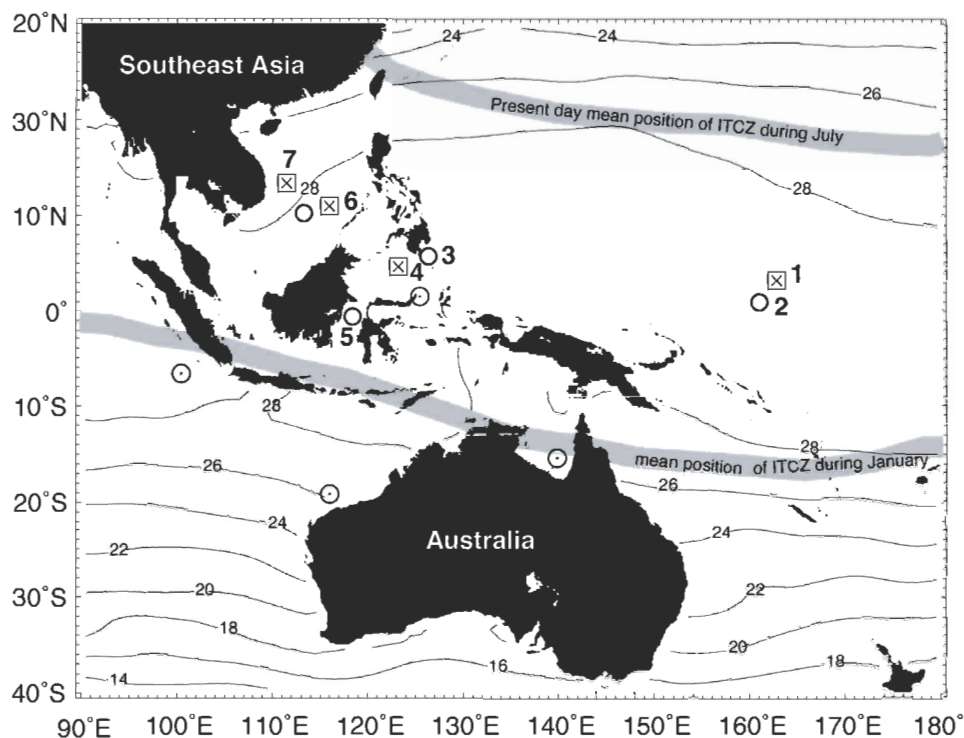 20˚N
24
24
Southeast Asia
26
Present day mean position of ITCZ during July
30˚N
7
28
28
6
10˚N
3
4
1
2
0˚
5
10˚S
28
28
mean position of ITCZ during January
26
26
20˚S
24
24
Australia
22
22
20
30˚S
18
20
16
18
14
40˚S
90˚E 100˚E 110˚E 120˚E 130˚E 140˚E 150˚E 160˚E 170˚E 180˚